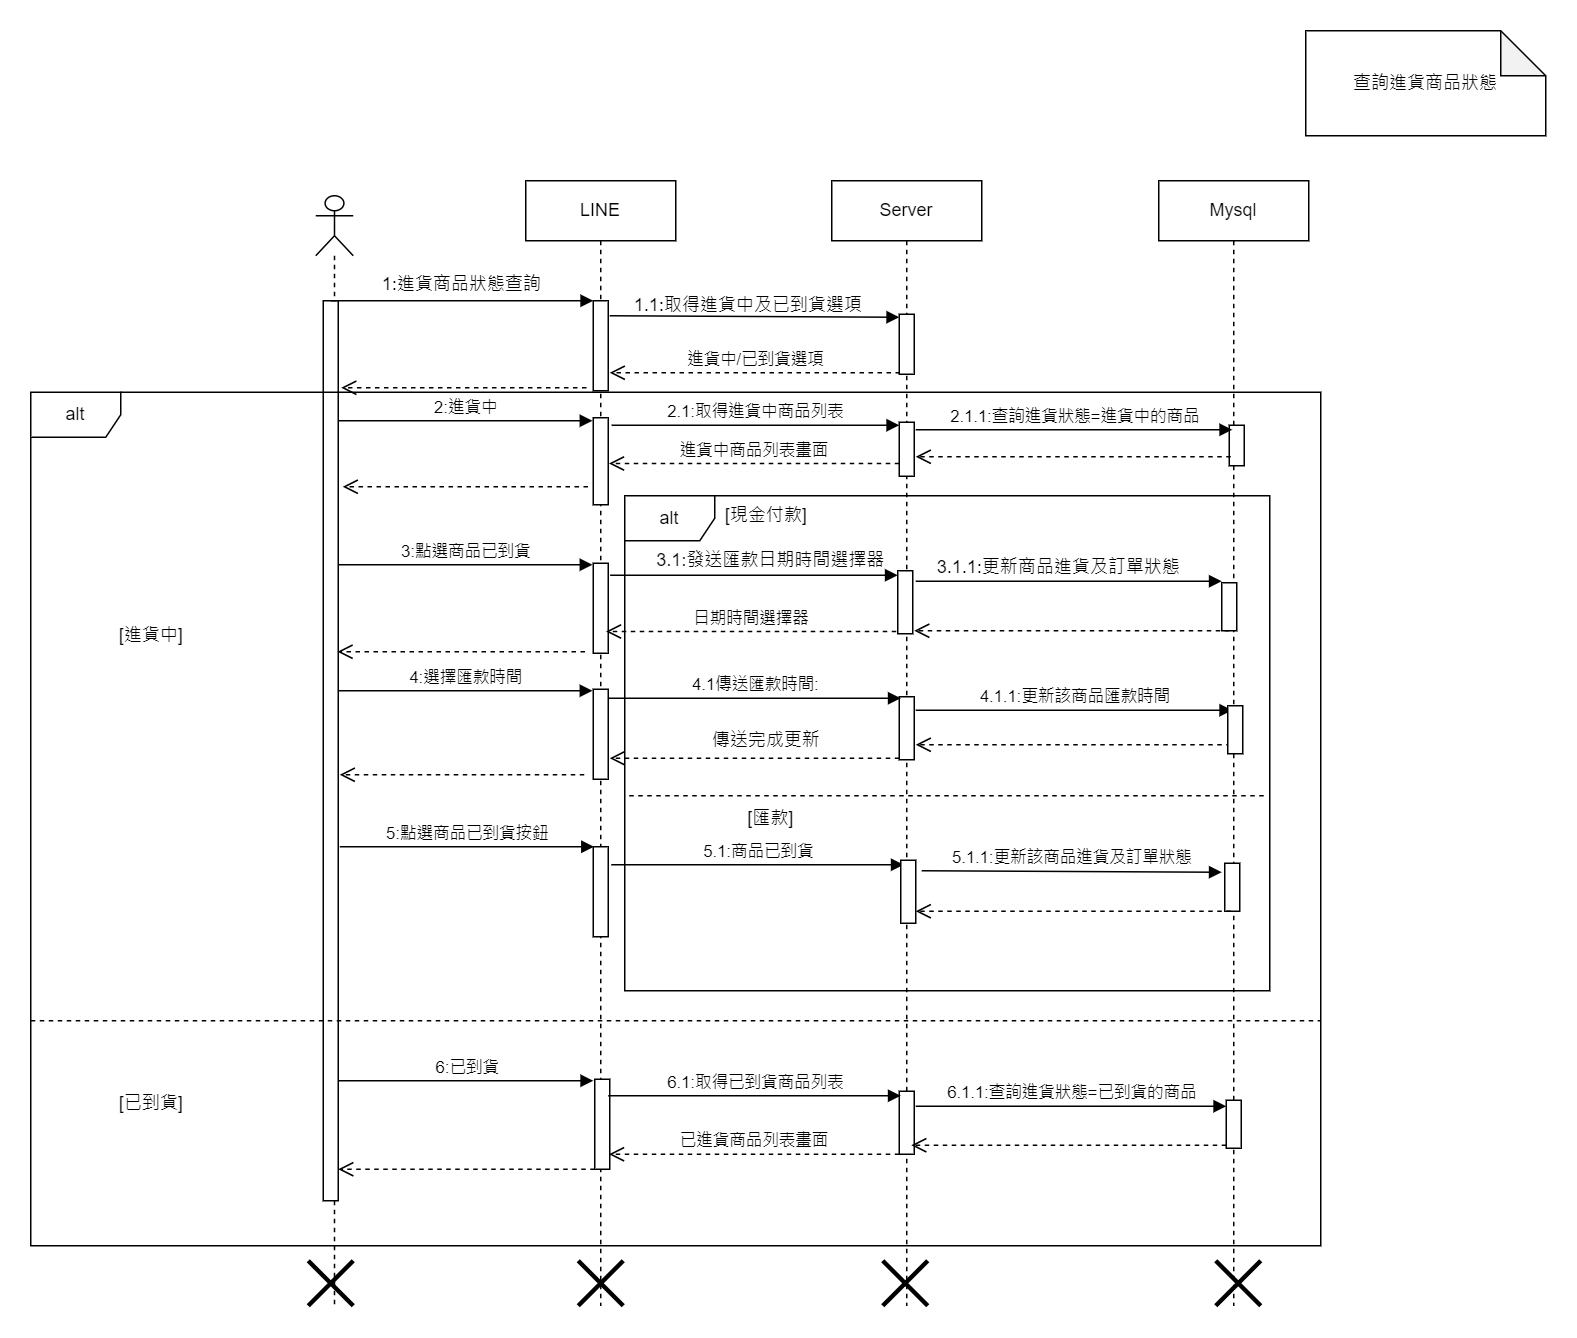 查詢進貨商品狀態
LINE
Server
Mysql
1:進貨商品狀態查詢
1.1:取得進貨中及已到貨選項
進貨中/已到貨選項
alt
2:進貨中
2.1:取得進貨中商品列表
2.1.1:查詢進貨狀態=進貨中的商品
進貨中商品列表畫面
alt
[現金付款]
3:點選商品已到貨
3.1:發送匯款日期時間選擇器
3.1.1:更新商品進貨及訂單狀態
日期時間選擇器
[進貨中]
4:選擇匯款時間
4.1傳送匯款時間:
4.1.1:更新該商品匯款時間
傳送完成更新
[匯款]
5:點選商品已到貨按鈕
5.1:商品已到貨
5.1.1:更新該商品進貨及訂單狀態
6:已到貨
6.1:取得已到貨商品列表
6.1.1:查詢進貨狀態=已到貨的商品
[已到貨]
已進貨商品列表畫面